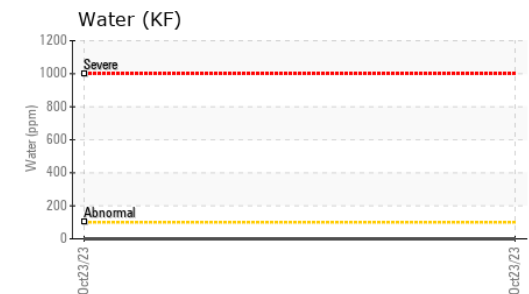 Water (KF)
1200
Severe
1000
800
Water (ppm)
600
400
200
Abnormal
0
Oct23/23
Oct23/23